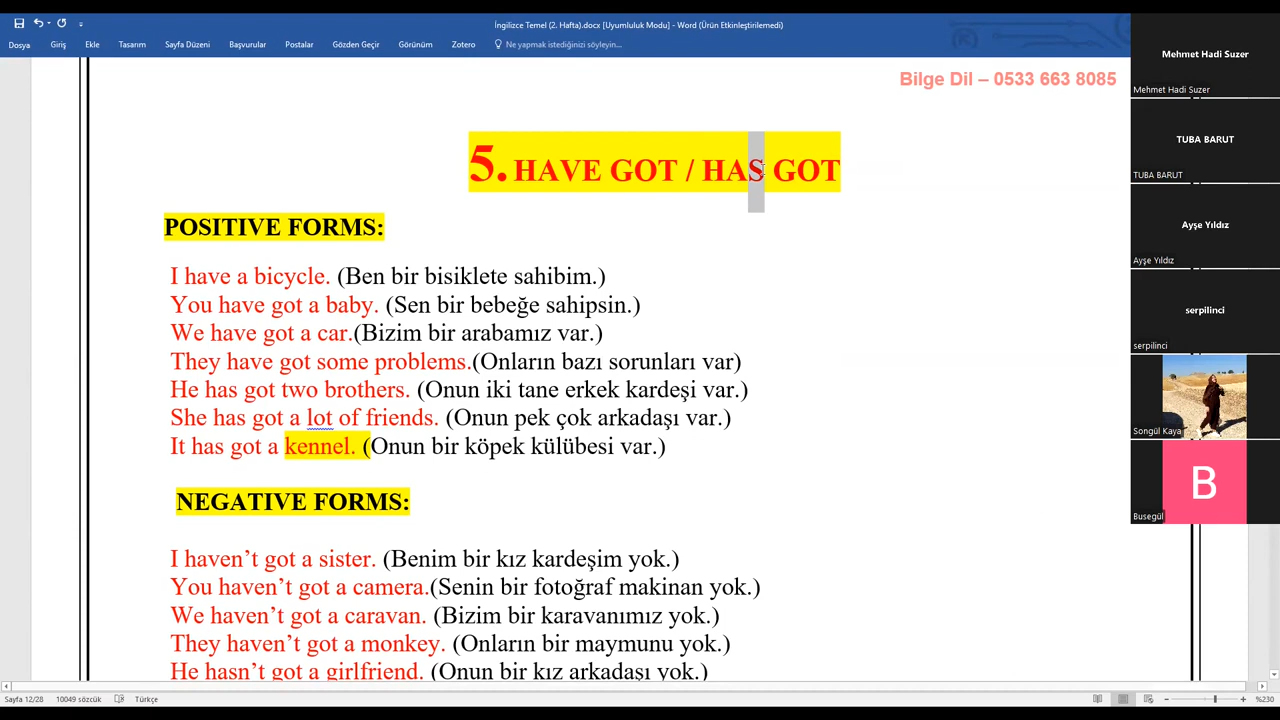 İngilizce Temel (2. Hafta).docx [Uyumluluk Modu] - Word (Ürün Etkinleştirilemedi)
Dosya Giriş Ekle Tasarım Sayfa Düzeni Başvurular Postalar Gözden Geçir Görünüm Zotero Ne yapmak istediğinizi söyleyin...
Bilge Dil – 0533 663 8085
5. HAVE GOT / HAS GOT
POSITIVE FORMS:
I have a bicycle. (Ben bir bisiklete sahibim.)
You have got a baby. (Sen bir bebeğe sahipsin.)
We have got a car.(Bizim bir arabamız var.)
They have got some problems.(Onların bazı sorunları var)
He has got two brothers. (Onun iki tane erkek kardeşi var.)
She has got a lot of friends. (Onun pek çok arkadaşı var.)
It has got a kennel. (Onun bir köpek külübesi var.)
NEGATIVE FORMS:
I haven’t got a sister. (Benim bir kız kardeşim yok.)
You haven’t got a camera.(Senin bir fotoğraf makinan yok.)
We haven’t got a caravan. (Bizim bir karavanımız yok.)
They haven’t got a monkey. (Onların bir maymunu yok.)
He hasn’t got a girlfriend. (Onun bir kız arkadaşı yok.)
Sayfa 12/28 10049 sözcük Türkçe %230
Mehmet Hadi Suzer
Mehmet Hadi Suzer
TUBA BARUT
TUBA BARUT
Ayşe Yıldız
Ayşe Yıldız
serpilinci
serpilinci
Songül Kaya
B
Busegül